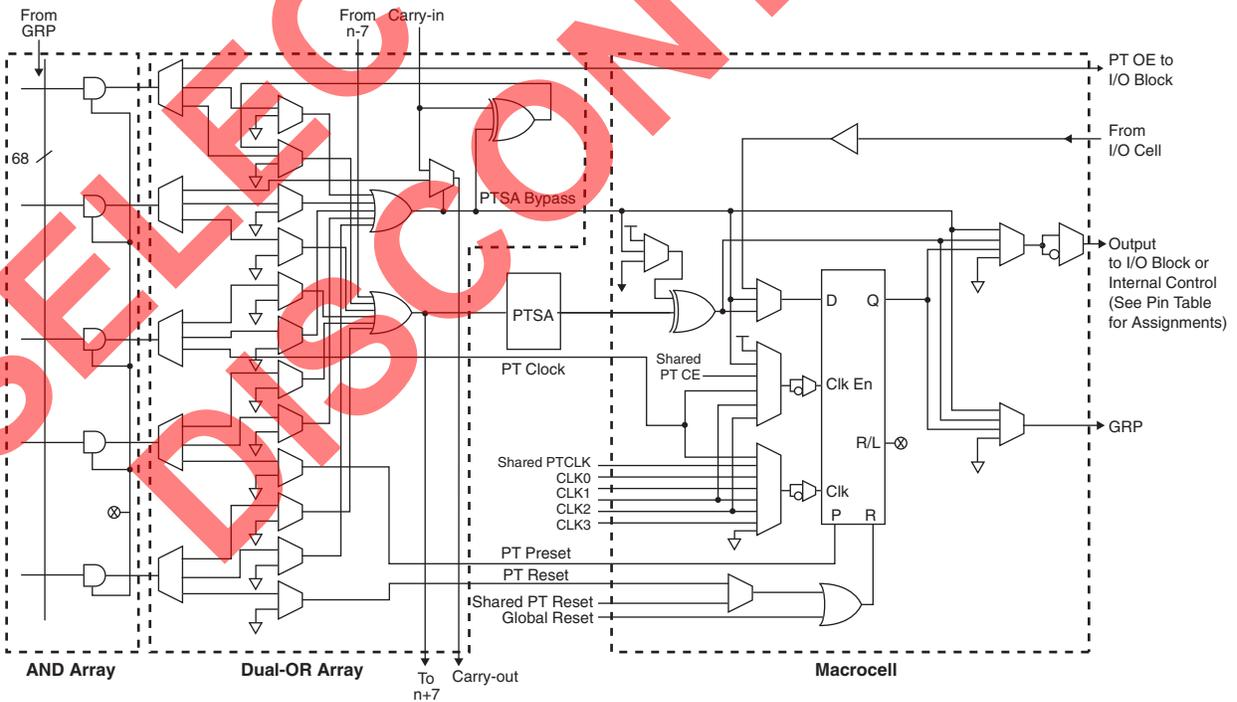 From
GRP
From
n-7
Carry-in
PT OE to
I/O Block
From
I/O Cell
68
PTSA Bypass
Output
to I/O Block or
Internal Control
(See Pin Table
for Assignments)
D
Q
PTSA
Shared
PT CE
PT Clock
Clk En
GRP
R/L
Shared PTCLK
CLK0
CLK1
CLK2
CLK3
Clk
P
R
PT Preset
PT Reset
Shared PT Reset
Global Reset
AND Array
Dual-OR Array
Macrocell
To
n+7
Carry-out
SELEC
DISCON